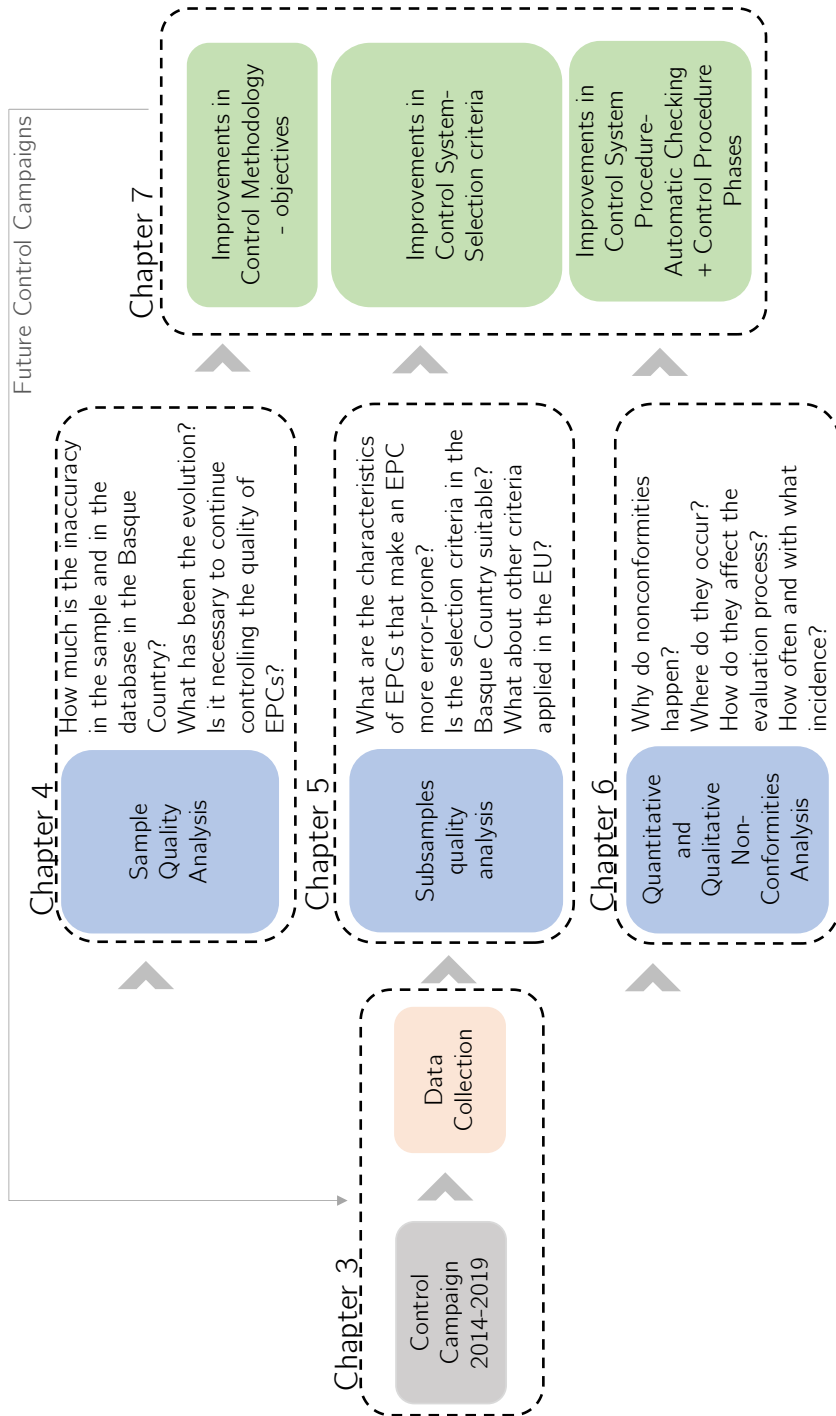 Future Control Campaigns
Chapter 3
Control
Campaign
2014-2019
Data
Collection
Chapter 4
Sample
Quality
Analysis
How much is the inaccuracy
in the sample and in the
database in the Basque
Country?
What has been the evolution?
Is it necessary to continue
controlling the quality of
EPCs?
Chapter 5
Subsamples
quality
analysis
What are the characteristics
of EPCs that make an EPC
more error-prone?
Is the selection criteria in the
Basque Country suitable?
What about other criteria
applied in the EU?
Chapter 6
Quantitative
and
Qualitative
Non-
Conformities
Analysis
Why do nonconformities
happen?
Where do they occur?
How do they affect the
evaluation process?
How often and with what
incidence?
Chapter 7
Improvements in
Control Methodology
- objectives
Improvements in
Control System-
Selection criteria
Improvements in
Control System
Procedure-
Automatic Checking
+ Control Procedure
Phases